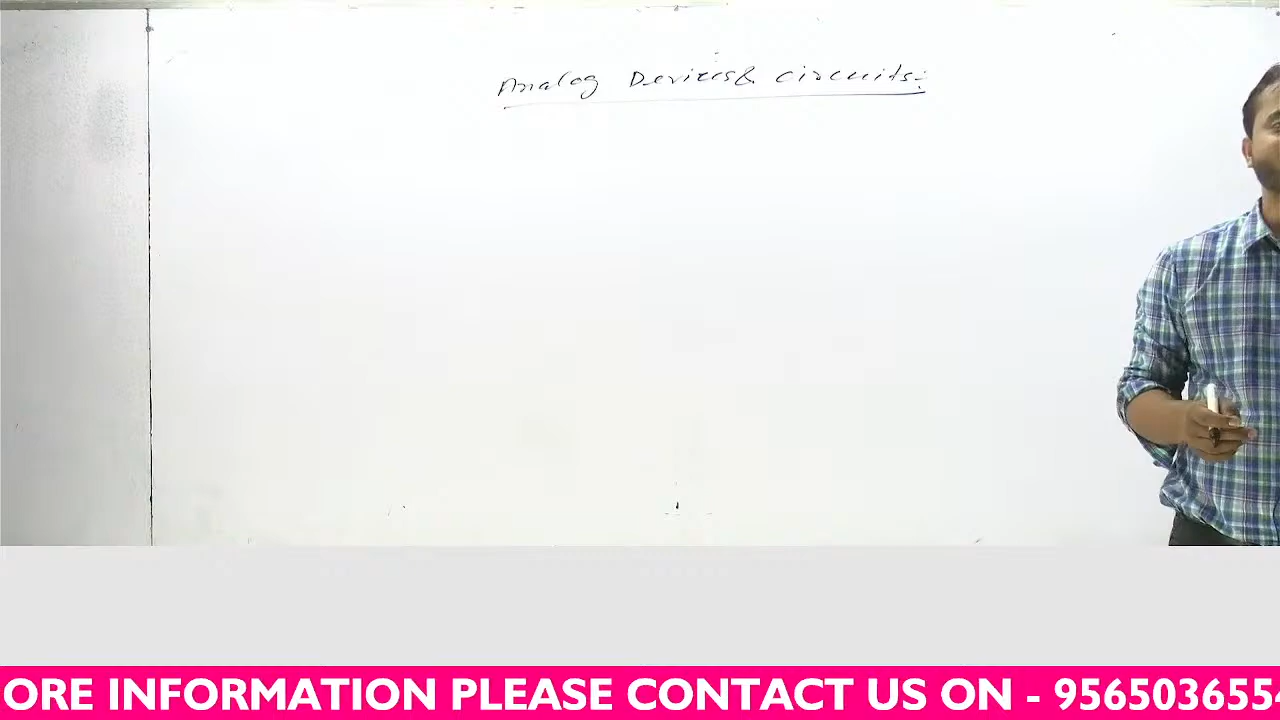 Analog Devices & circuits:
ORE INFORMATION PLEASE CONTACT US ON - 956503655